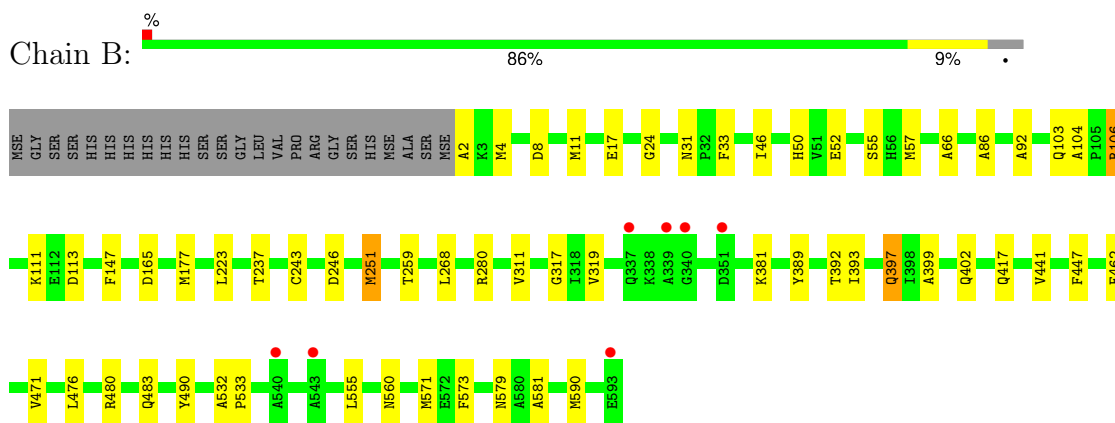 %
Chain B:
86% 9% •
MSE GLY SER SER HIS HIS HIS HIS HIS HIS SER SER GLY LEU VAL PRO ARG GLY SER HIS MSE ALA SER MSE A2 K3 M4 D8 M11 E17 G24 N31 P32 F33 I46 H50 V51 E52 S55 H56 M57 A66 A86 A92 Q103 A104 P105
K111 E112 D113 F147 D165 M177 L223 T237 C243 D246 M251 T259 L268 R280 V311 G317 I318 V319 Q337 K338 A339 G340 D351 K381 Y389 T392 I393 Q397 I398 A399 Q402 Q417 V441 F447
V471 L476 R480 Q483 Y490 A532 P533 A540 A543 L555 N560 M571 E572 F573 N579 A580 A581 M590 E593